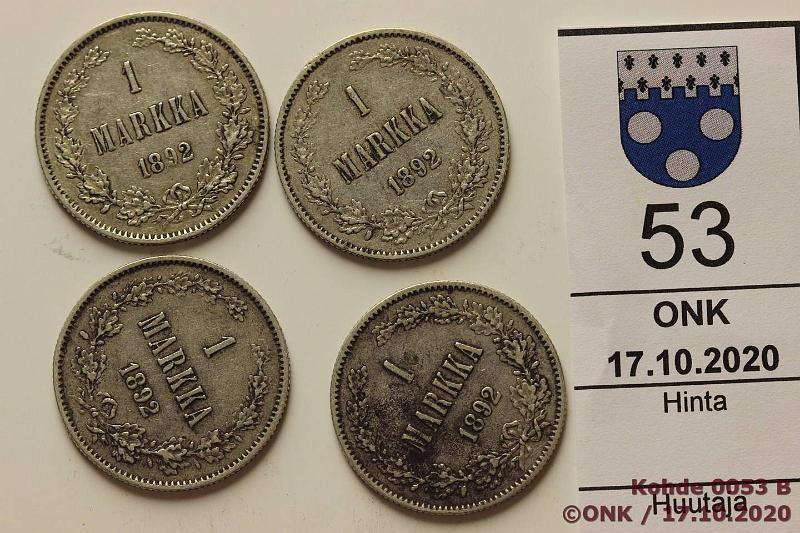 1
MARKKA
1892
1
MARKKA
1892
1
MARKKA
1892
1
MARKKA
1892
53
ONK
17.10.2020
Hinta
Huutaja
Kohde 0053 B
©ONK / 17.10.2020